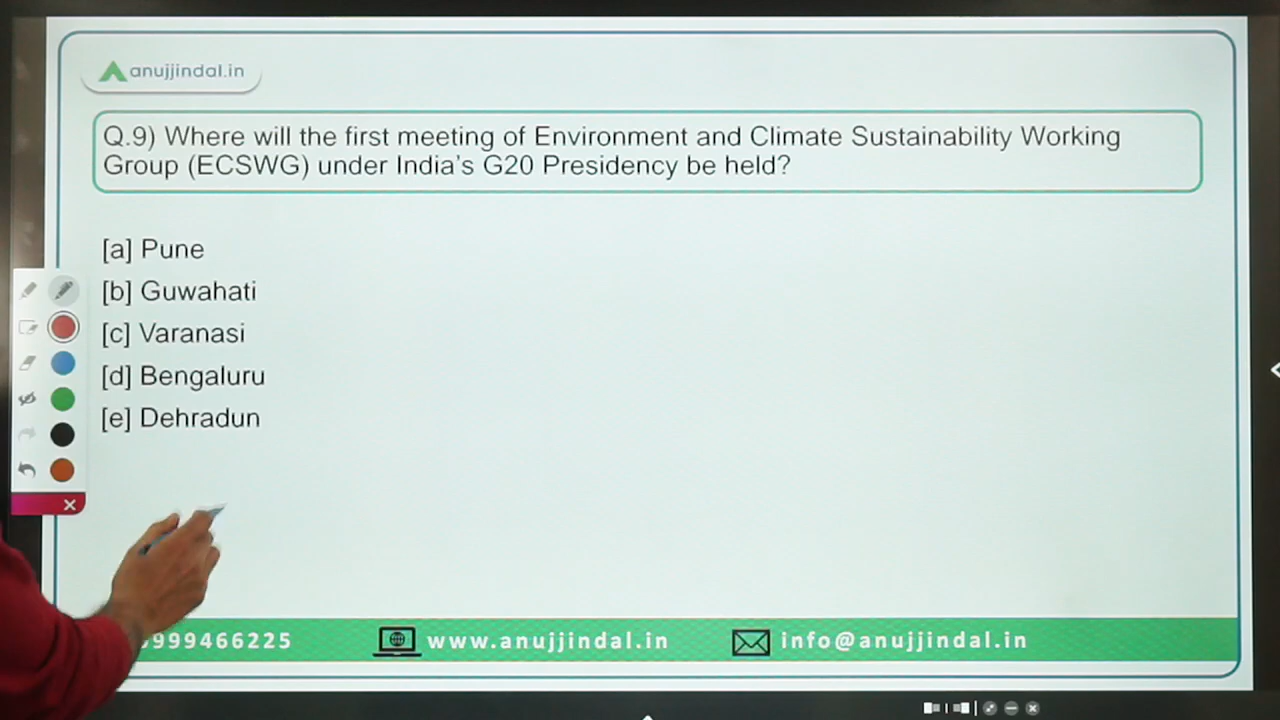 anujjindal.in
Q.9) Where will the first meeting of Environment and Climate Sustainability Working
Group (ECSWG) under India's G20 Presidency be held?
[a] Pune
[b] Guwahati
[c] Varanasi
[d] Bengaluru
[e] Dehradun
999466225
www.anujjindal.in
info@anujjindal.in